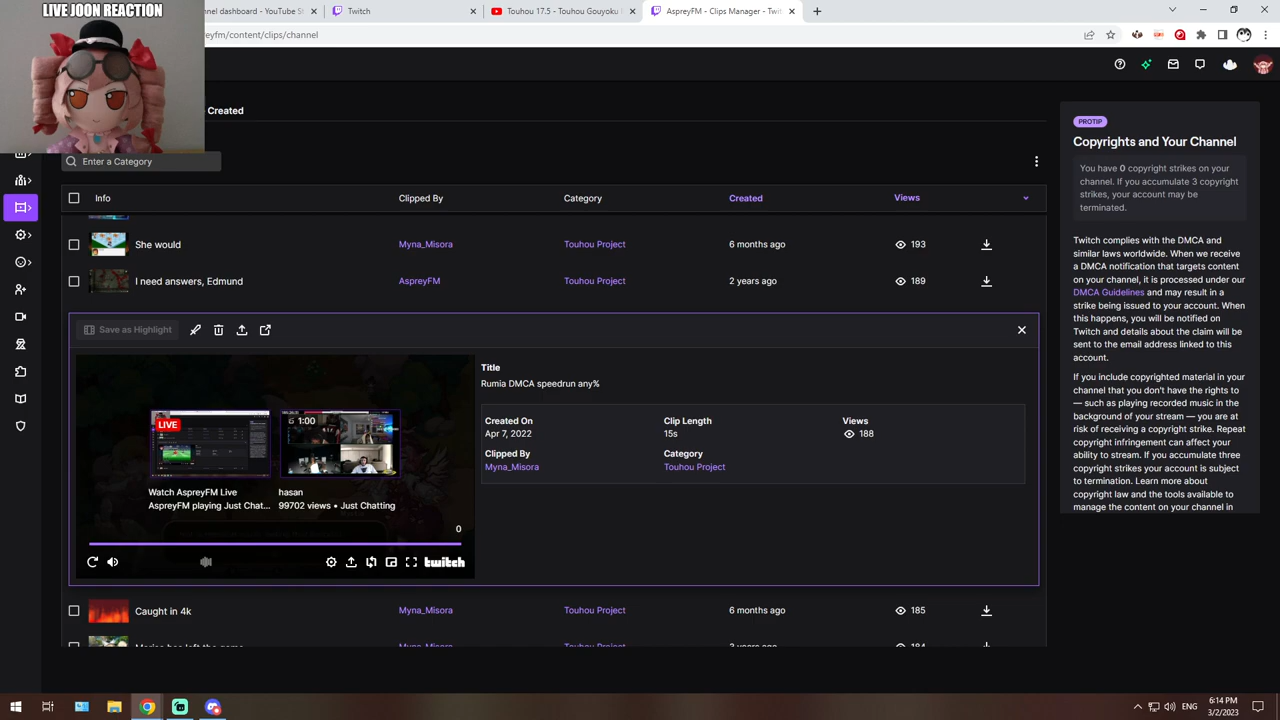 LIVE JOON REACTION
nnel dashboard - YouTube St
Twitch
Touhou 17.5 - Touhou Gouyoku
AspreyFM - Clips Manager - Twit
eyfm/content/clips/channel
Created
Enter a Category
Info
Clipped By
Category
Created
Views
She would
Myna_Misora
Touhou Project
6 months ago
193
I need answers, Edmund
AspreyFM
Touhou Project
2 years ago
189
Save as Highlight
LIVE
1:00
Watch AspreyFM Live
AspreyFM playing Just Chat...
hasan
99702 views • Just Chatting
0
twitch
Title
Rumia DMCA speedrun any%
Created On
Apr 7, 2022
Clip Length
15s
Views
188
Clipped By
Myna_Misora
Category
Touhou Project
Caught in 4k
Myna_Misora
Touhou Project
6 months ago
185
Marisa has left the game
Myna_Misora
Touhou Project
2 years ago
184
PROTIP
Copyrights and Your Channel
You have 0 copyright strikes on your
channel. If you accumulate 3 copyright
strikes, your account may be
terminated.
Twitch complies with the DMCA and
similar laws worldwide. When we receive
a DMCA notification that targets content
on your channel, it is processed under our
DMCA Guidelines and may result in a
strike being issued to your account. When
this happens, you will be notified on
Twitch and details about the claim will be
sent to the email address linked to this
account.
If you include copyrighted material in your
channel that you don't have the rights to
— such as playing recorded music in the
background of your stream — you are at
risk of receiving a copyright strike. Repeat
copyright infringement can affect your
ability to stream. If you accumulate three
copyright strikes your account is subject to
termination. Learn more about
copyright law and the tools available to
manage the content on your channel in
ENG
6:14 PM
3/2/2023